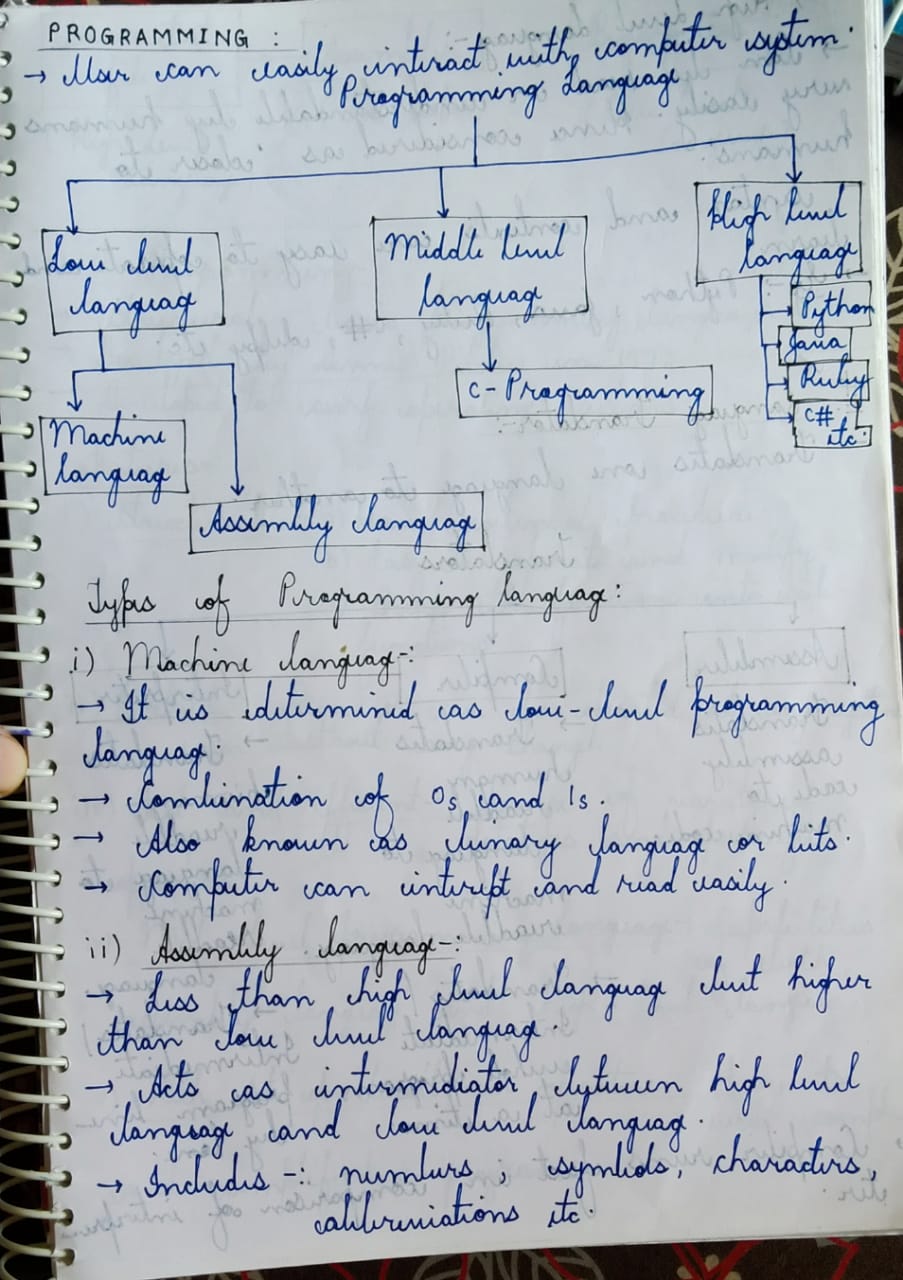 PROGRAMMING :
→ User can easily interact with computer system.
Programming Language
Low level language
Middle level language
High level language
Python
Java
Ruby
C# etc.
C-Programming
Machine language
Assembly language
Types of Programming language :
i) Machine language-:
→ It is determined as low-level programming
language.
→ Combination of 0s and 1s.
→ Also known as binary language or bits.
→ Computer can interept and read easily.
ii) Assembly language-:
→ Less than high level language but higher
than low level language.
→ Acts as intermediator between high level
language and low level language.
→ Includes -: numbers, symbols, characters,
abbreviations etc.